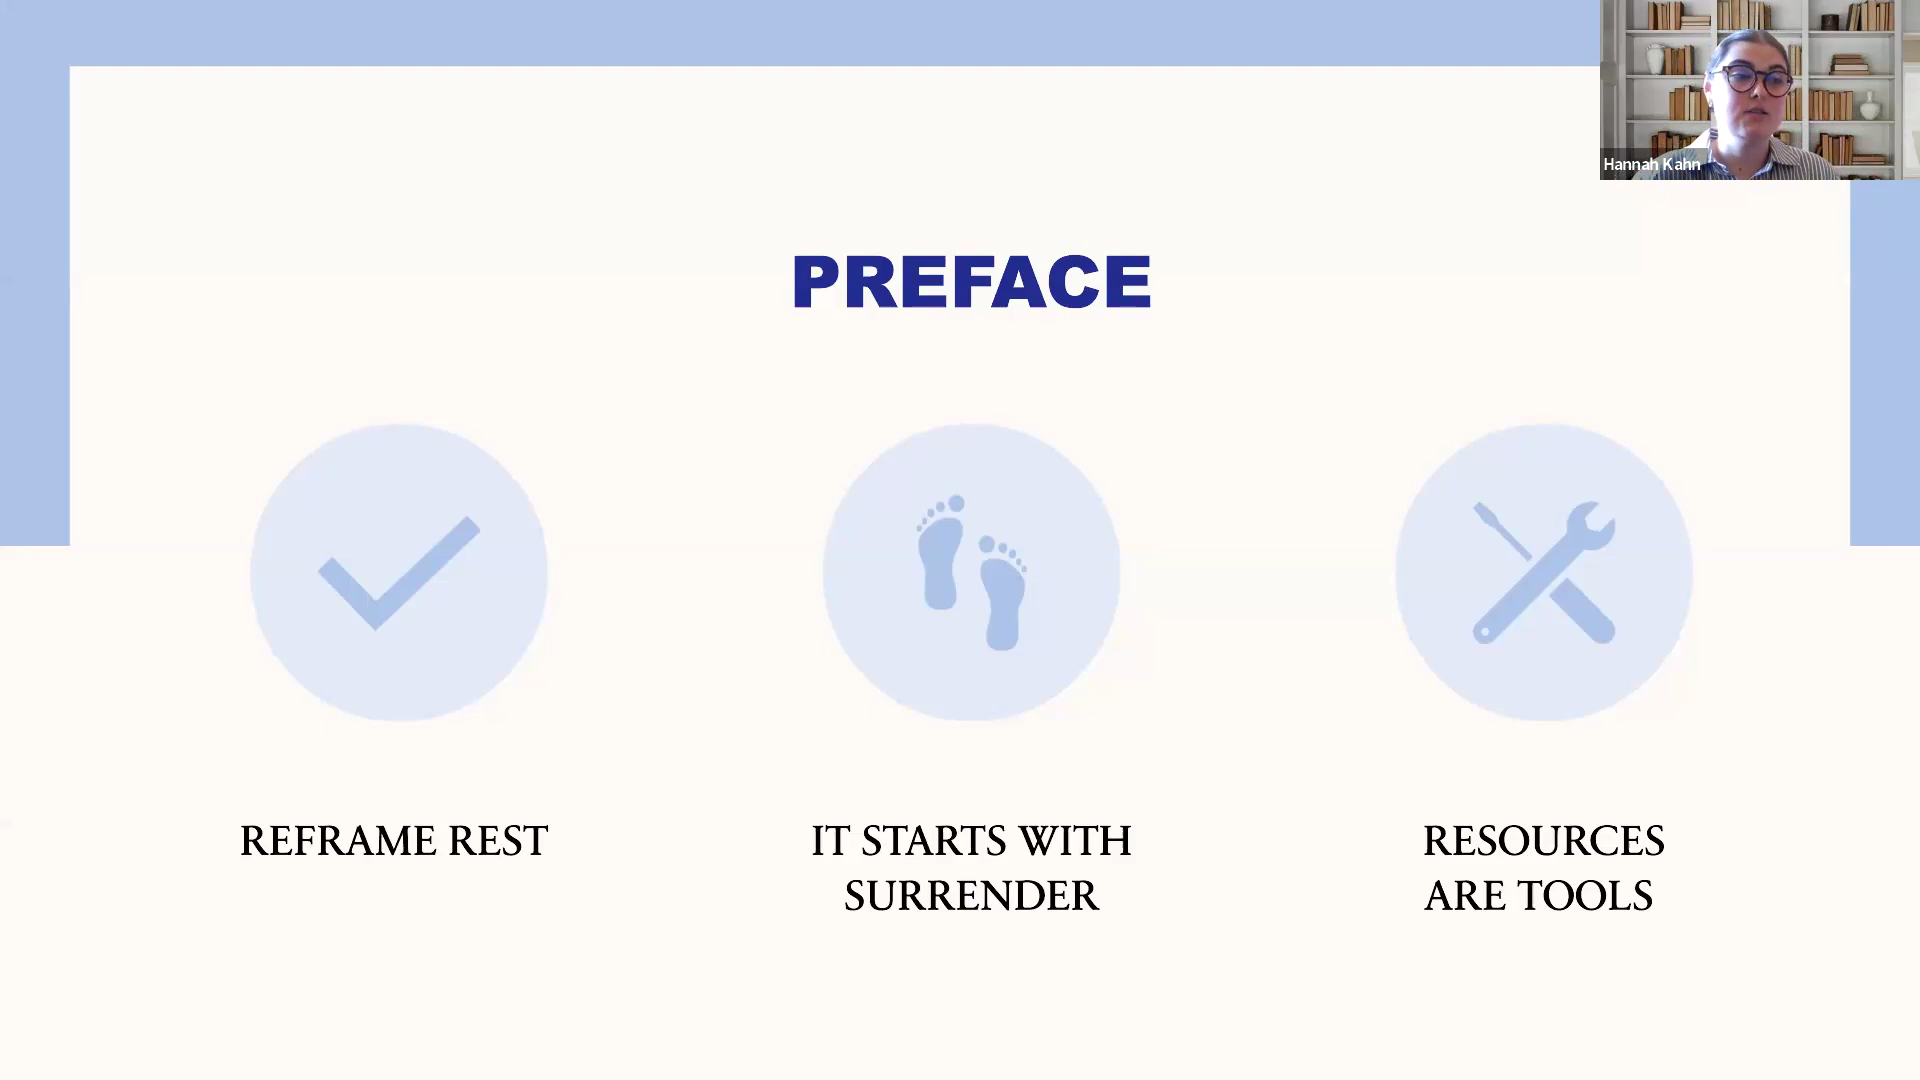 Hannah Kahn
PREFACE
REFRAME REST
IT STARTS WITH
SURRENDER
RESOURCES
ARE TOOLS